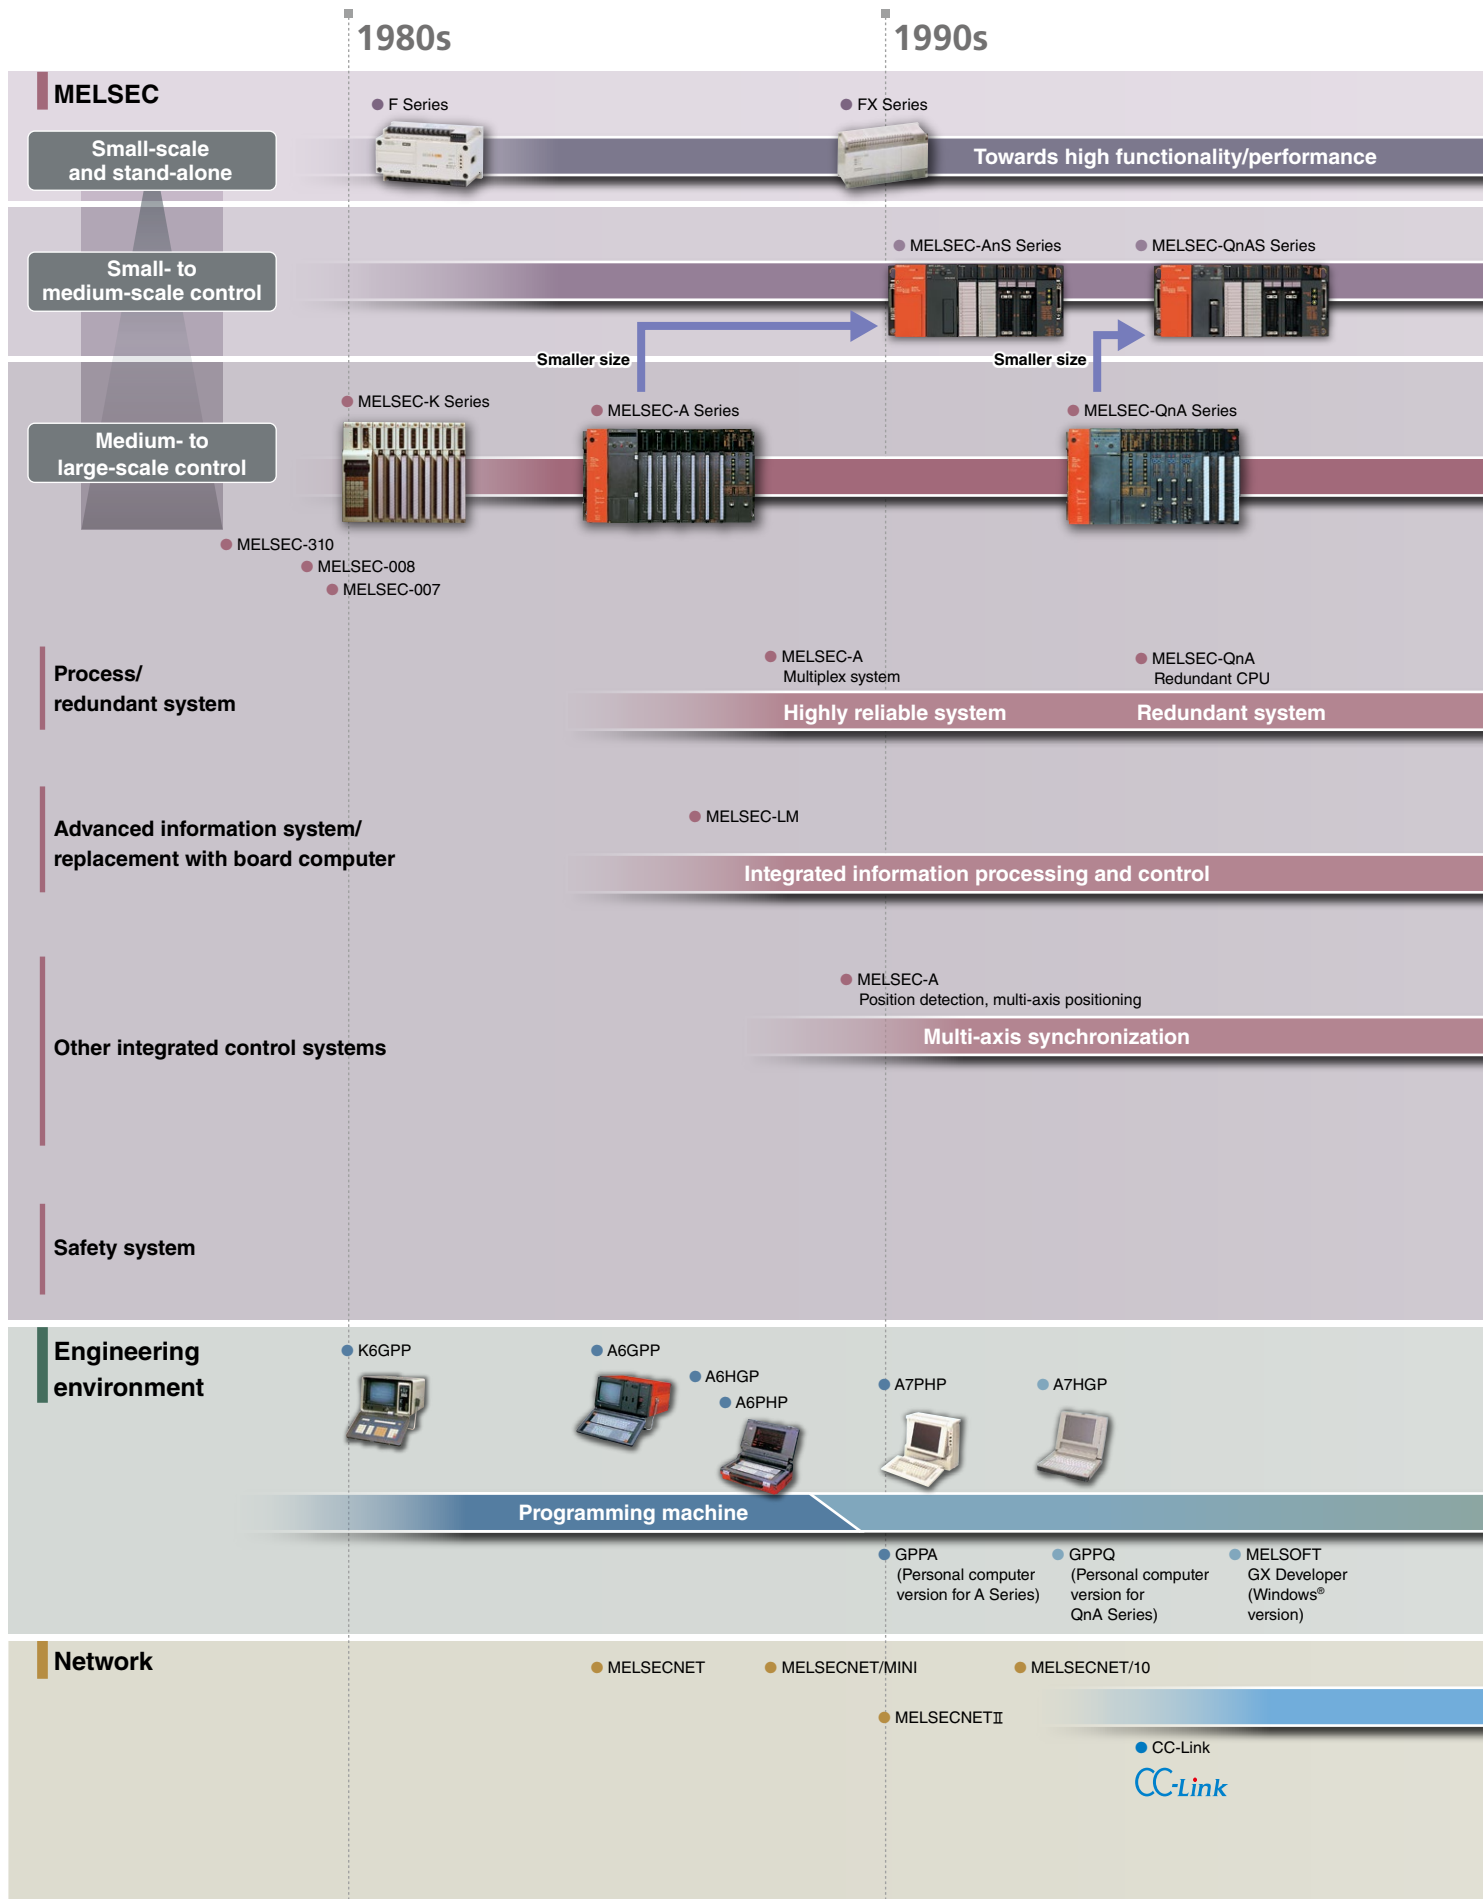 1980s
1990s
MELSEC
F Series
FX Series
Small-scale
and stand-alone
Towards high functionality/performance
MELSEC-AnS Series
MELSEC-QnAS Series
Small- to
medium-scale control
Smaller size
Smaller size
MELSEC-K Series
MELSEC-A Series
MELSEC-QnA Series
Medium- to
large-scale control
MELSEC-310
MELSEC-008
MELSEC-007
Process/
redundant system
MELSEC-A
Multiplex system
MELSEC-QnA
Redundant CPU
Highly reliable system
Redundant system
Advanced information system/
replacement with board computer
MELSEC-LM
Integrated information processing and control
MELSEC-A
Position detection, multi-axis positioning
Multi-axis synchronization
Other integrated control systems
Safety system
Engineering
environment
K6GPP
A6GPP
A6HGP
A6PHP
A7PHP
A7HGP
Programming machine
GPPA
(Personal computer
version for A Series)
GPPQ
(Personal computer
version for
QnA Series)
MELSOFT
GX Developer
(Windows®
version)
Network
MELSECNET
MELSECNET/MINI
MELSECNET/10
MELSECNETⅡ
CC-Link
CC-Link